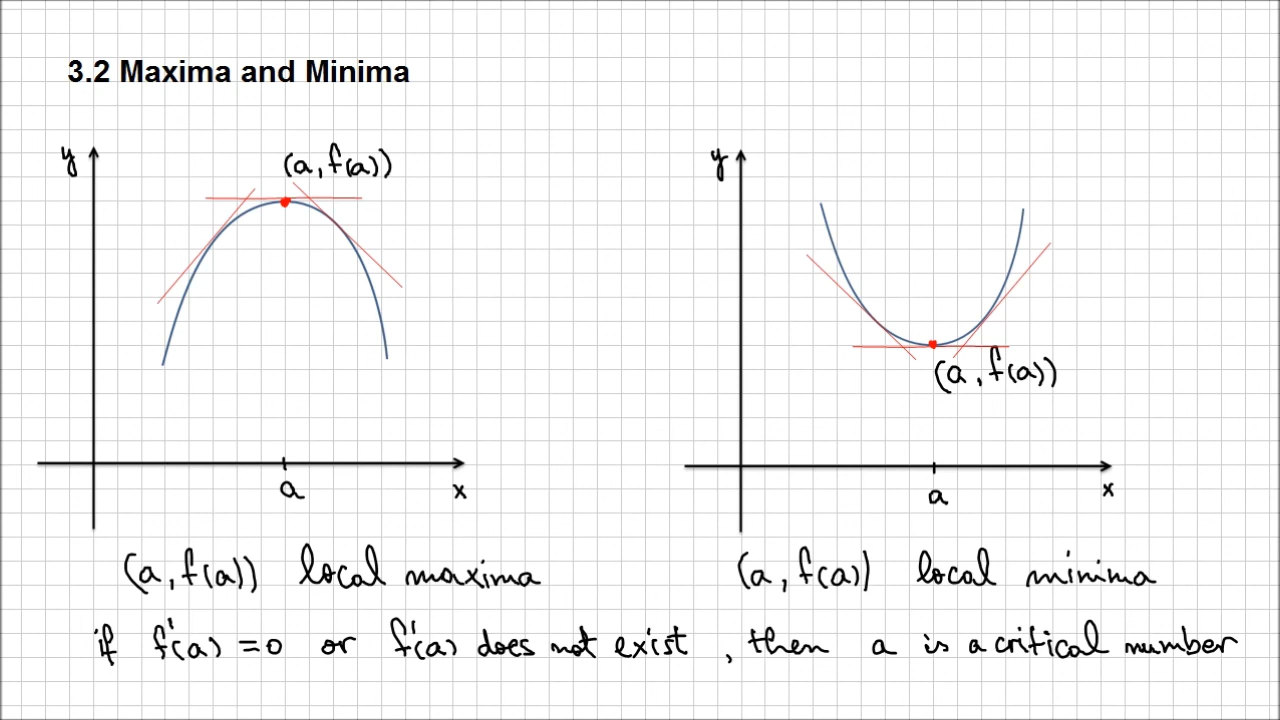 3.2 Maxima and Minima
y
(a, f(a))
a
x
y
(a, f(a))
a
x
(a, f(a)) local maxima
(a, f(a)) local minima
if f'(a) = 0 or f'(a) does not exist, then a is a critical number